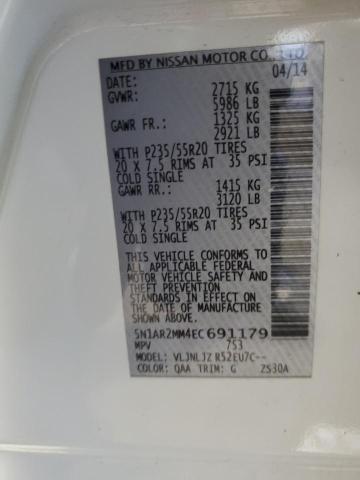 MFD BY NISSAN MOTOR CO., LTD.
DATE: 04/14
GVWR: 2715 KG
5986 LB
GAWR FR.: 1325 KG
2921 LB
WITH P235/55R20 TIRES
20 X 7.5 RIMS AT 35 PSI
COLD SINGLE
GAWR RR.: 1415 KG
3120 LB
WITH P235/55R20 TIRES
20 X 7.5 RIMS AT 35 PSI
COLD SINGLE
THIS VEHICLE CONFORMS TO
ALL APPLICABLE FEDERAL
MOTOR VEHICLE SAFETY AND
STANDARDS IN EFFECT ON
THE DATE OF MANUFACTURE
SHOWN ABOVE.
5N1AR2MM4EC691179
MPV 753
MODEL: VLJNLJZ R52EU7C--
COLOR: QAA TRIM: G ZS30A